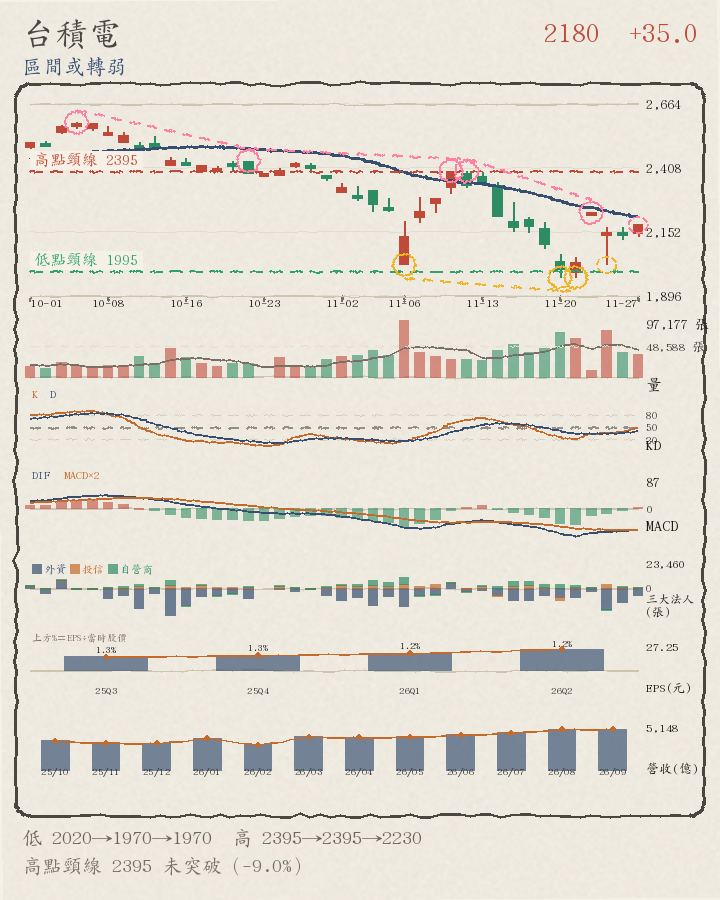 台積電
2180 +35.0
區間或轉弱
2,664
高點頸線 2395
2,408
2,152
低點頸線 1995
1,896
10-01 10-08 10-16 10-23 11-02 11-06 11-13 11-20 11-27
97,177 張
48,588 張
量
K D
80
50
20
KD
DIF MACD×2
87
0
MACD
外資 投信 自營商
23,460
0
三大法人
(張)
上方%=EPS÷當時股價
1.3% 1.3% 1.2% 1.2%
27.25
25Q3 25Q4 26Q1 26Q2
EPS(元)
5,148
25/10 25/11 25/12 26/01 26/02 26/03 26/04 26/05 26/06 26/07 26/08 26/09
營收(億)
低 2020→1970→1970 高 2395→2395→2230
高點頸線 2395 未突破 (-9.0%)